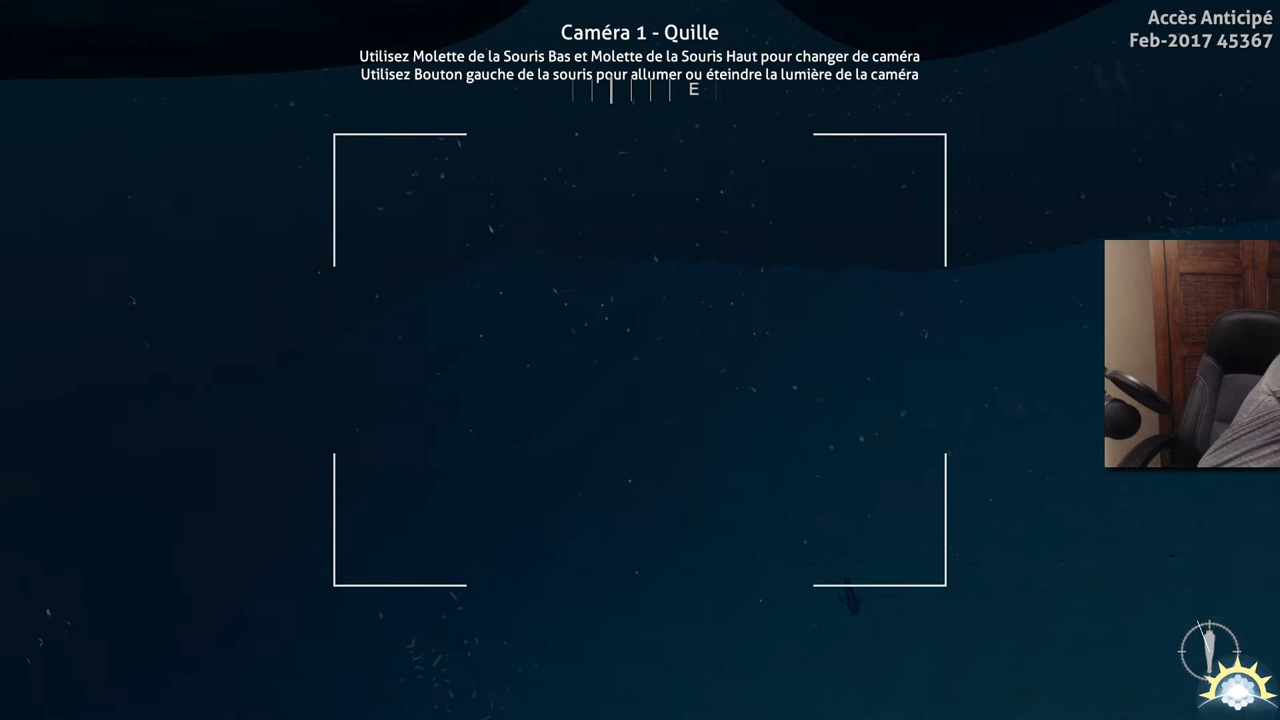 Caméra 1 - Quille
Utilisez Molette de la Souris Bas et Molette de la Souris Haut pour changer de caméra
Utilisez Bouton gauche de la souris pour allumer ou éteindre la lumière de la caméra
E
Accès Anticipé
Feb-2017 45367